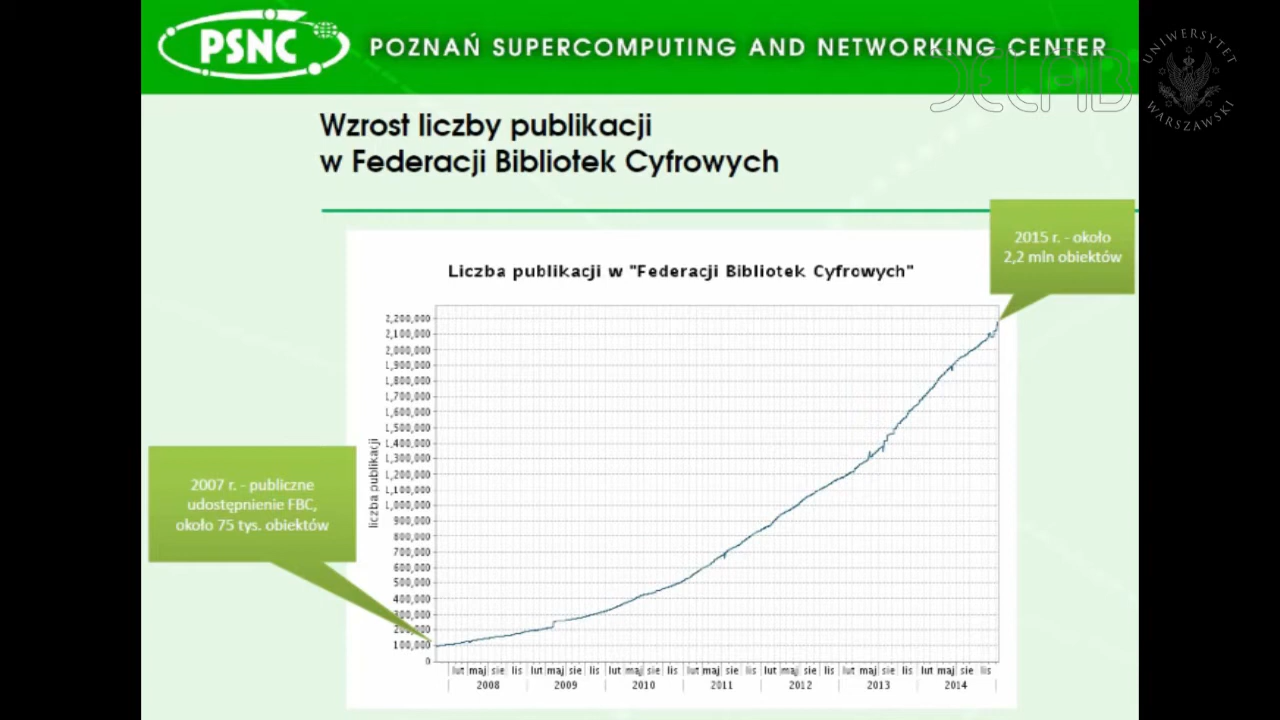 PSNC
POZNAŃ SUPERCOMPUTING AND NETWORKING CENTER
DELAB
UNIWERSYTET
WARSZAWSKI
Wzrost liczby publikacji
w Federacji Bibliotek Cyfrowych
2015 r. - około
2,2 mln obiektów
Liczba publikacji w "Federacji Bibliotek Cyfrowych"
2,200,000
2,100,000
2,000,000
1,900,000
1,800,000
1,700,000
1,600,000
1,500,000
1,400,000
1,300,000
1,200,000
1,100,000
1,000,000
900,000
800,000
700,000
600,000
500,000
400,000
300,000
200,000
100,000
0
liczba publikacji
2007 r. - publiczne
udostępnienie FBC,
około 75 tys. obiektów
lut maj sie lis lut maj sie lis lut maj sie lis lut maj sie lis lut maj sie lis lut maj sie lis lut maj sie lis
2008 2009 2010 2011 2012 2013 2014